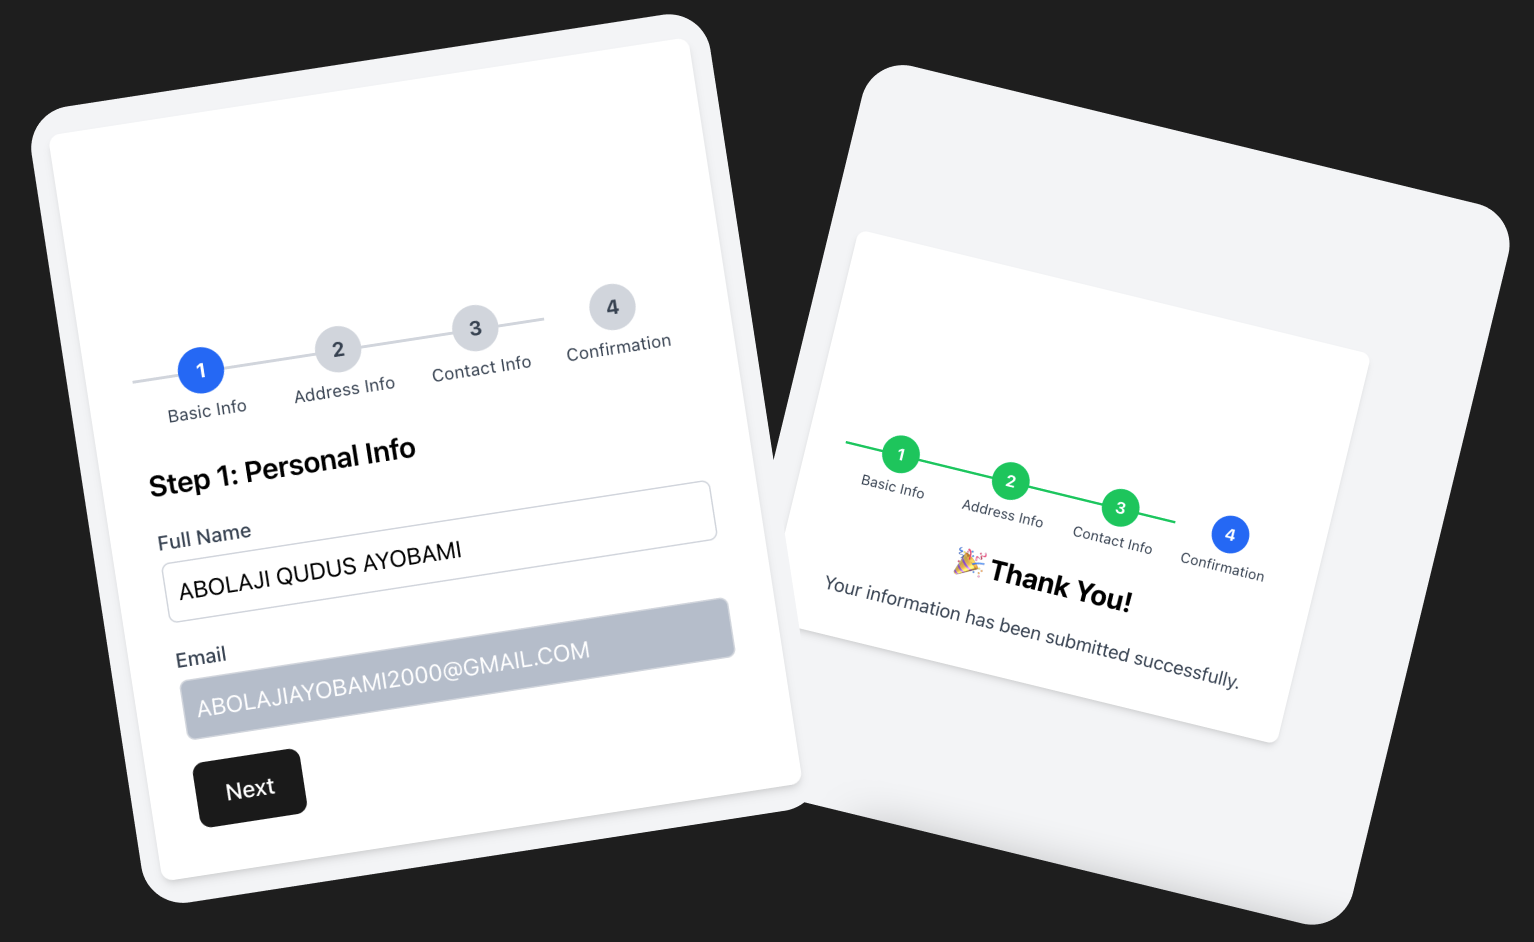 1
2
3
4
Basic Info
Address Info
Contact Info
Confirmation
Step 1: Personal Info
Full Name
ABOLAJI QUDUS AYOBAMI
Email
ABOLAJIAYOBAMI2000@GMAIL.COM
Next
1
2
3
4
Basic Info
Address Info
Contact Info
Confirmation
🎉 Thank You!
Your information has been submitted successfully.